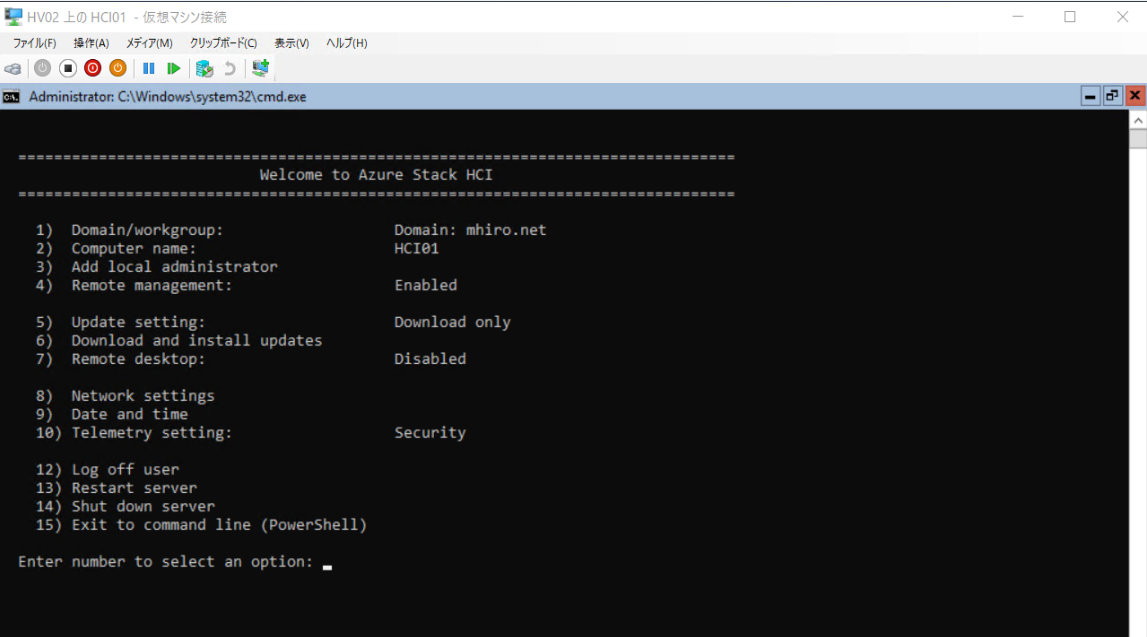 HV02 上の HCI01 - 仮想マシン接続
ファイル(F) 操作(A) メディア(M) クリップボード(C) 表示(V) ヘルプ(H)
Administrator: C:\Windows\system32\cmd.exe
================================================================================
Welcome to Azure Stack HCI
================================================================================
1) Domain/workgroup: Domain: mhiro.net
2) Computer name: HCI01
3) Add local administrator
4) Remote management: Enabled
5) Update setting: Download only
6) Download and install updates
7) Remote desktop: Disabled
8) Network settings
9) Date and time
10) Telemetry setting: Security
12) Log off user
13) Restart server
14) Shut down server
15) Exit to command line (PowerShell)
Enter number to select an option: